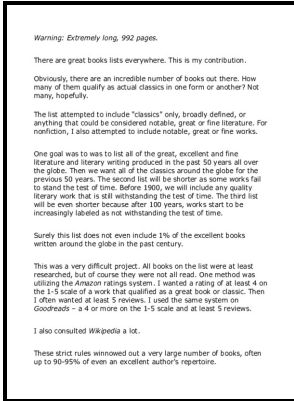 Warning: Extremely long, 992 pages.
There are great books lists everywhere. This is my contribution.
Obviously, there are an incredible number of books out there. How
many of them qualify as actual classics in one form or another? Not
many, hopefully.
The list attempted to include "classics" only, broadly defined, or
anything that could be considered notable, great or fine literature. For
nonfiction, I also attempted to include notable, great or fine works.
One goal was to was to list all of the great, excellent and fine
literature and literary writing produced in the past 50 years all over
the globe. Then we want all of the classics around the globe for the
previous 50 years. The second list will be shorter as some works fail
to stand the test of time. Before 1900, we will include any quality
literary work that is still withstanding the test of time. The third list
will be even shorter because after 100 years, works start to be
increasingly labeled as not withstanding the test of time.
Surely this list does not even include 1% of the excellent books
written around the globe in the past century.
This was a very difficult project. All books on the list were at least
researched, but of course they were not all read. One method was
utilizing the Amazon ratings system. I wanted a rating of at least 4 on
the 1-5 scale of a work that qualified as a great book or classic. Then
I often wanted at least 5 reviews. I used the same system on
Goodreads – a 4 or more on the 1-5 scale and at least 5 reviews.
I also consulted Wikipedia a lot.
These strict rules winnowed out a very large number of books, often
up to 90-95% of even an excellent author's repertoire.